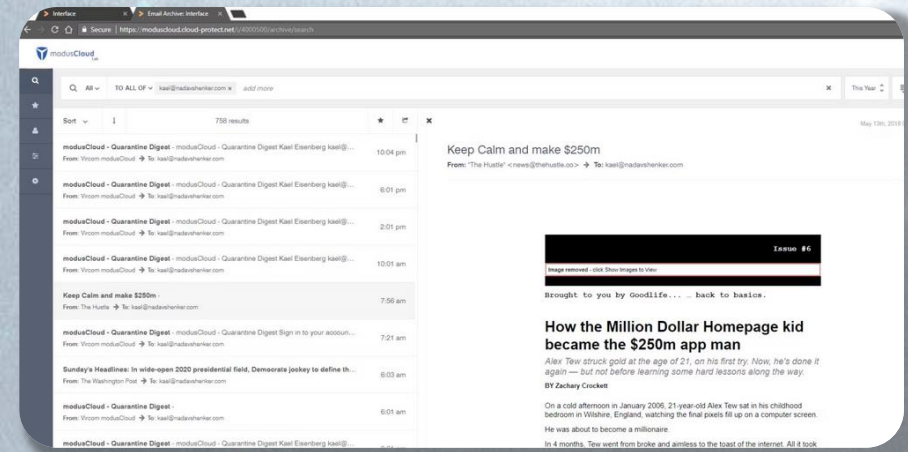 Interface
Email Archive: Interface
Secure | https://moduscloud.cloud-protect.net/i/4000500/archive/search
modusCloud
Lab
All
TO ALL OF
kael@nadavshenker.com x
add more
This Year
Sort
758 results
May 13th, 2018
modusCloud - Quarantine Digest - modusCloud - Quarantine Digest Kael Eisenberg kael@...
10:04 pm
From: Vircom modusCloud → To: kael@nadavshenker.com
modusCloud - Quarantine Digest - modusCloud - Quarantine Digest Kael Eisenberg kael@...
6:01 pm
From: Vircom modusCloud → To: kael@nadavshenker.com
modusCloud - Quarantine Digest - modusCloud - Quarantine Digest Kael Eisenberg kael@...
2:01 pm
From: Vircom modusCloud → To: kael@nadavshenker.com
modusCloud - Quarantine Digest - modusCloud - Quarantine Digest Kael Eisenberg kael@...
10:01 am
From: Vircom modusCloud → To: kael@nadavshenker.com
Keep Calm and make $250m -
7:56 am
From: The Hustle → To: kael@nadavshenker.com
modusCloud - Quarantine Digest - modusCloud - Quarantine Digest Sign in to your accoun...
7:21 am
From: Vircom modusCloud → To: kael@nadavshenker.com
Sunday's Headlines: In wide-open 2020 presidential field, Democrats jockey to define th...
6:03 am
From: The Washington Post → To: kael@nadavshenker.com
modusCloud - Quarantine Digest -
6:01 am
From: Vircom modusCloud → To: kael@nadavshenker.com
modusCloud - Quarantine Digest - modusCloud - Quarantine Digest Kael Eisenberg kael@...
Keep Calm and make $250m
From: "The Hustle" <news@thehustle.co> → To: kael@nadavshenker.com
Issue #6
Image removed - click Show Images to View
Brought to you by Goodlife... … back to basics.
How the Million Dollar Homepage kid
became the $250m app man
Alex Tew struck gold at the age of 21, on his first try. Now, he's done it
again — but not before learning some hard lessons along the way.
BY Zachary Crockett
On a cold afternoon in January 2006, 21-year-old Alex Tew sat in his childhood
bedroom in Wilshire, England, watching the final pixels fill up on a computer screen.
He was about to become a millionaire.
In 4 months, Tew went from broke and aimless to the toast of the internet. All it took